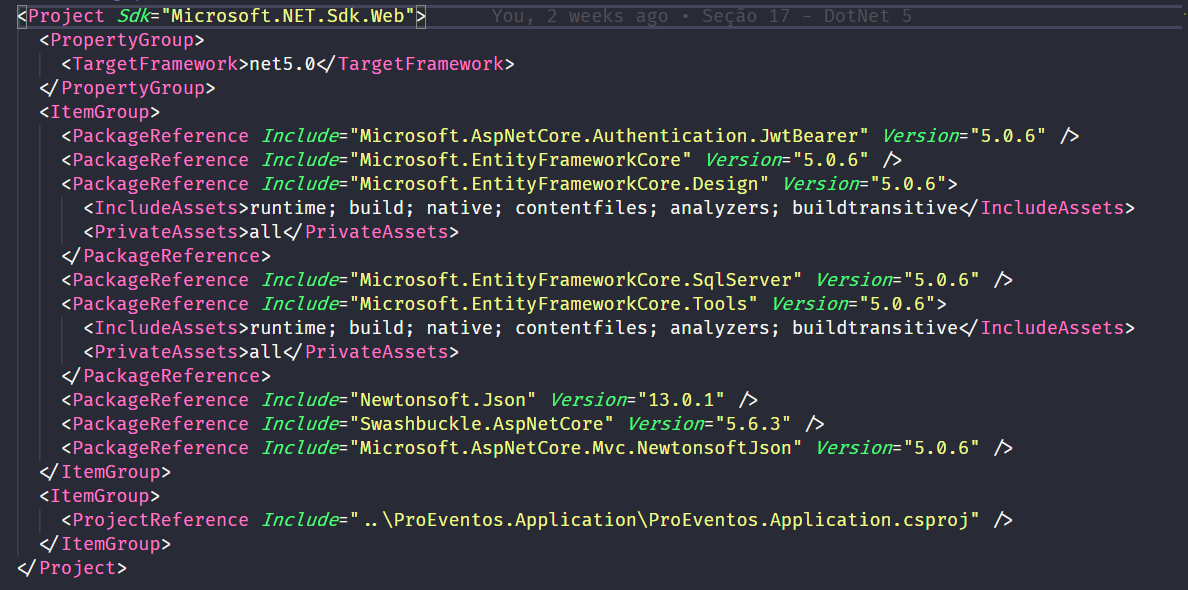 <Project Sdk="Microsoft.NET.Sdk.Web">      You, 2 weeks ago • Seção 17 - DotNet 5
  <PropertyGroup>
    <TargetFramework>net5.0</TargetFramework>
  </PropertyGroup>
  <ItemGroup>
    <PackageReference Include="Microsoft.AspNetCore.Authentication.JwtBearer" Version="5.0.6" />
    <PackageReference Include="Microsoft.EntityFrameworkCore" Version="5.0.6" />
    <PackageReference Include="Microsoft.EntityFrameworkCore.Design" Version="5.0.6">
      <IncludeAssets>runtime; build; native; contentfiles; analyzers; buildtransitive</IncludeAssets>
      <PrivateAssets>all</PrivateAssets>
    </PackageReference>
    <PackageReference Include="Microsoft.EntityFrameworkCore.SqlServer" Version="5.0.6" />
    <PackageReference Include="Microsoft.EntityFrameworkCore.Tools" Version="5.0.6">
      <IncludeAssets>runtime; build; native; contentfiles; analyzers; buildtransitive</IncludeAssets>
      <PrivateAssets>all</PrivateAssets>
    </PackageReference>
    <PackageReference Include="Newtonsoft.Json" Version="13.0.1" />
    <PackageReference Include="Swashbuckle.AspNetCore" Version="5.6.3" />
    <PackageReference Include="Microsoft.AspNetCore.Mvc.NewtonsoftJson" Version="5.0.6" />
  </ItemGroup>
  <ItemGroup>
    <ProjectReference Include="..\ProEventos.Application\ProEventos.Application.csproj" />
  </ItemGroup>
</Project>